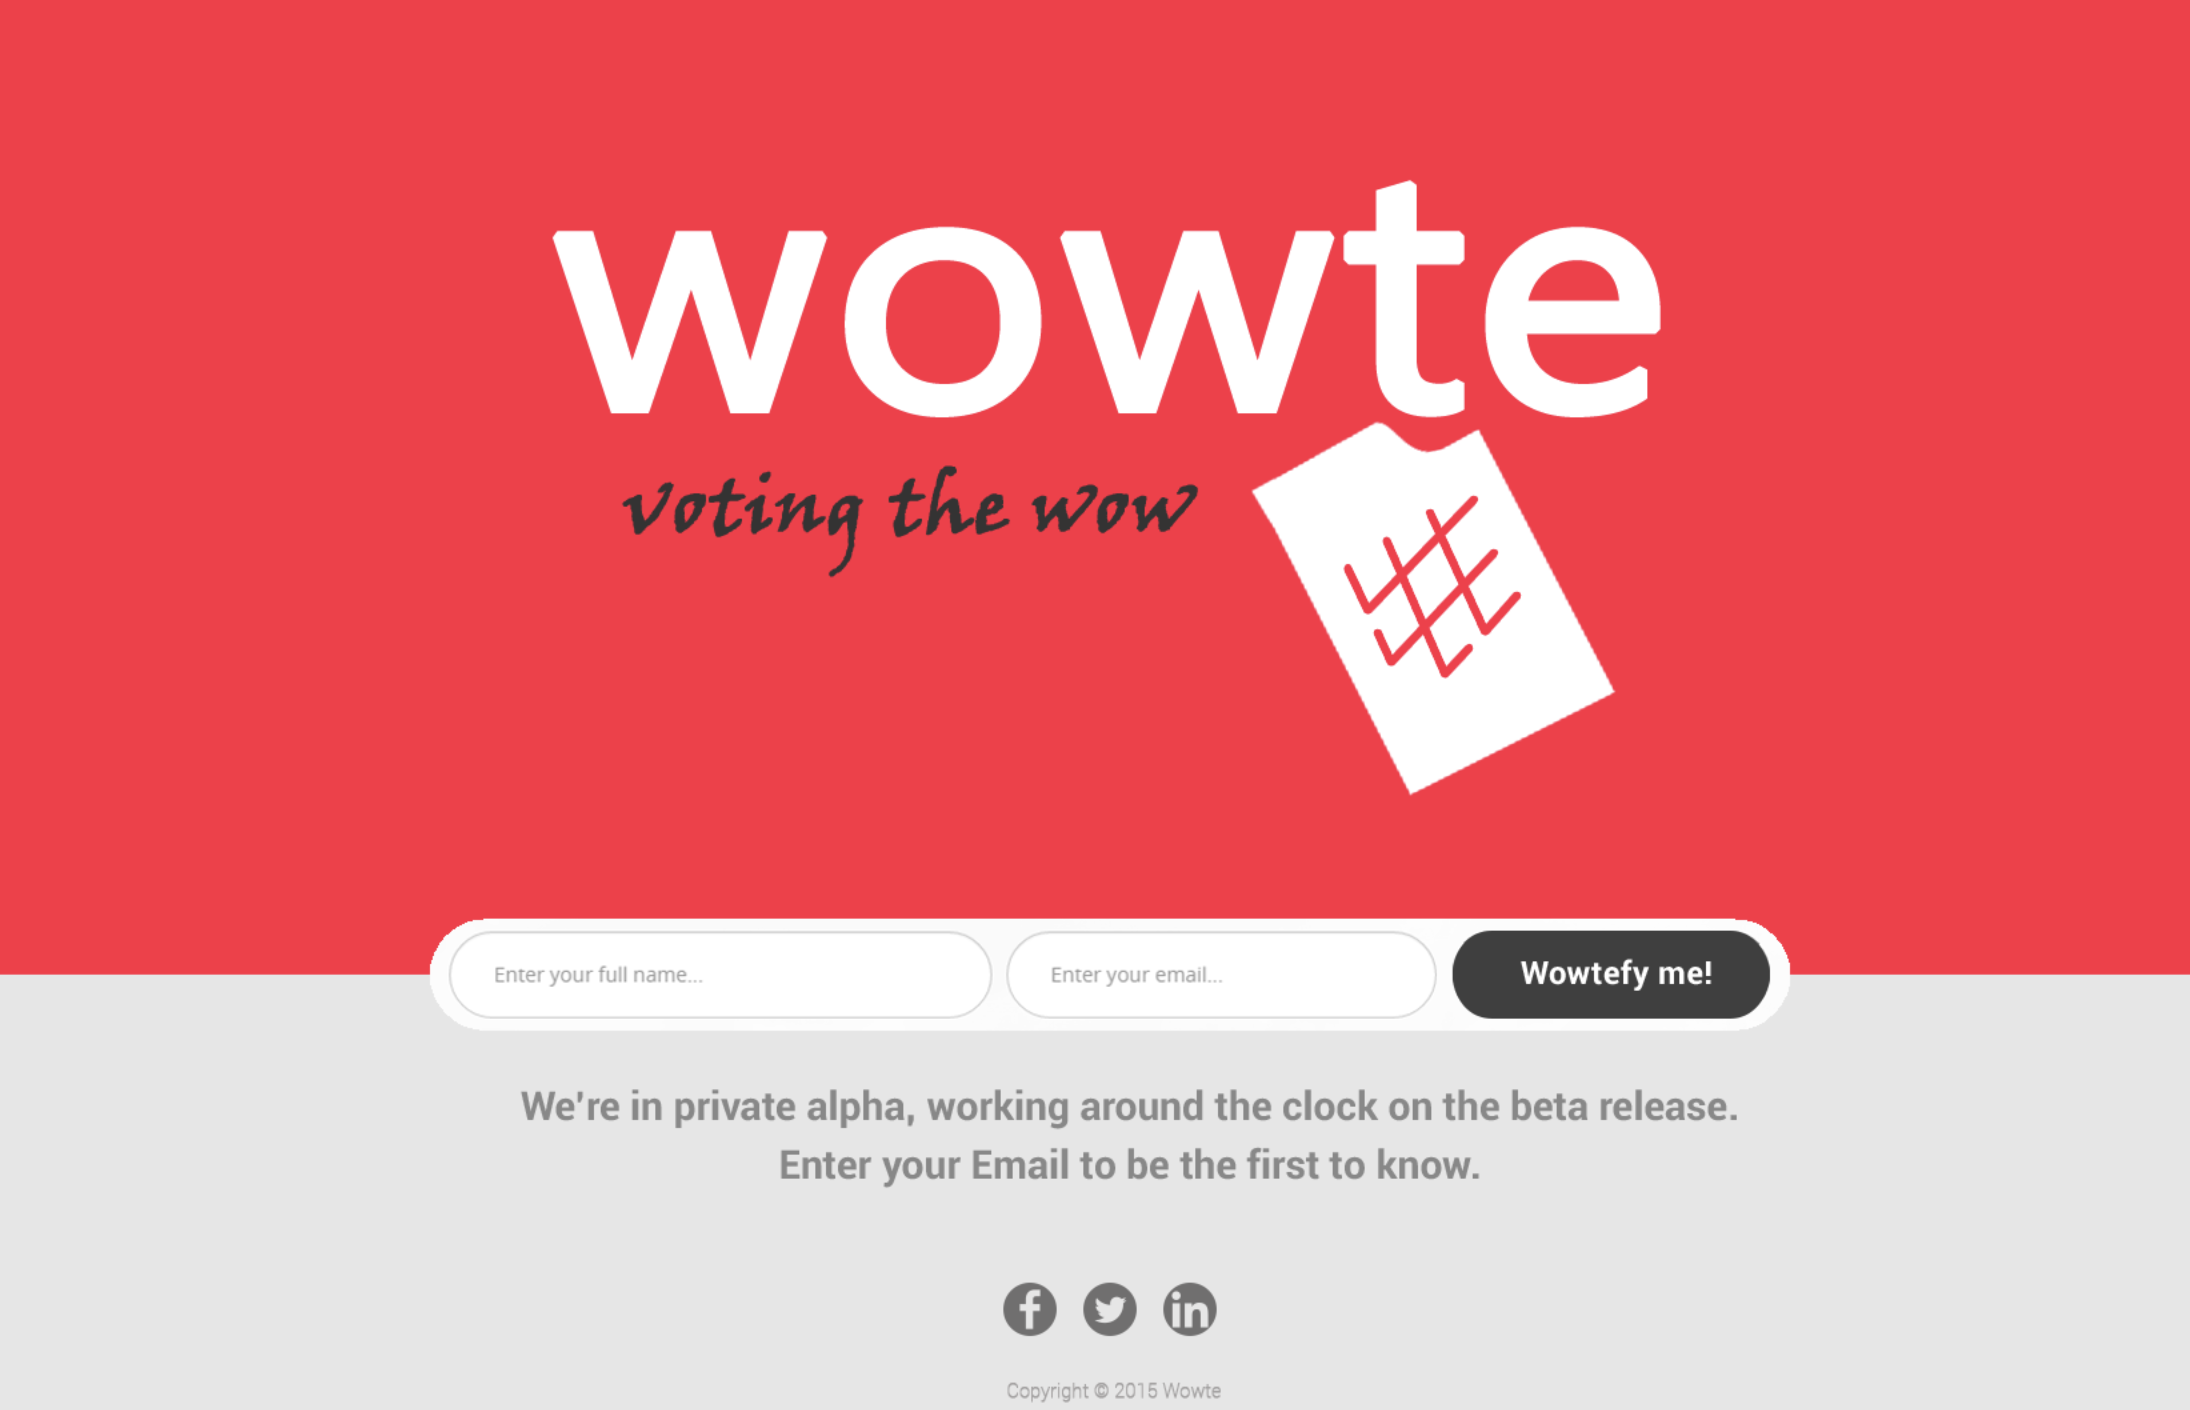 wowte
voting the wow
Enter your full name...
Enter your email...
Wowtefy me!
We're in private alpha, working around the clock on the beta release.
Enter your Email to be the first to know.
Copyright © 2015 Wowte